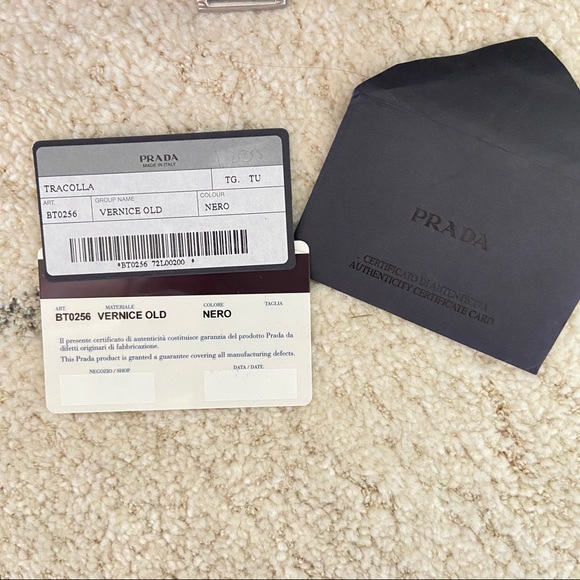 PRADA
MADE IN ITALY
TRACOLLA TG. TU
ART. GROUP NAME COLOUR
BT0256 VERNICE OLD NERO
*BT0256 72L00200 *
ART. MATERIALE COLORE TAGLIA
BT0256 VERNICE OLD NERO
Il presente certificato di autenticità costituisce garanzia del prodotto Prada da
difetti originari di fabbricazione.
This Prada product is granted a guarantee covering all manufacturing defects.
NEGOZIO / SHOP DATA / DATE
PRADA
CERTIFICATO DI AUTENTICITÀ
AUTHENTICITY CERTIFICATE CARD